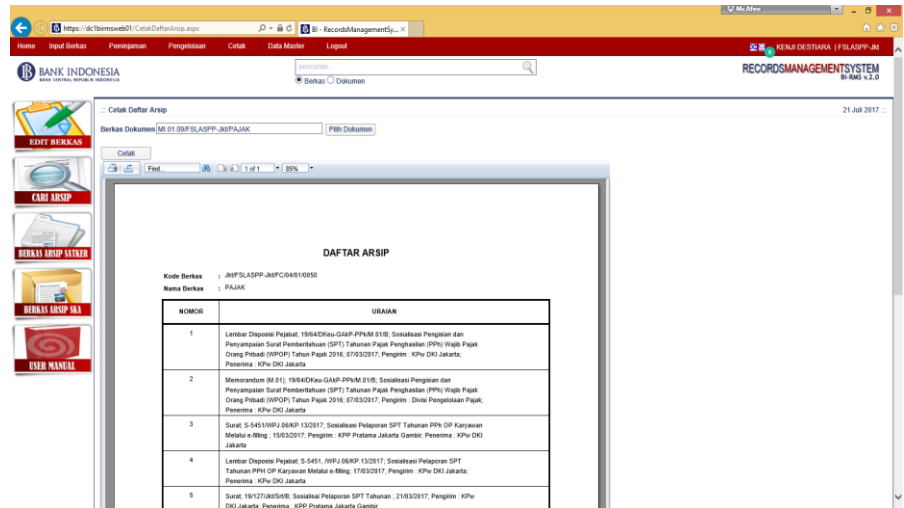 McAfee
https://dc1birmsweb01/CetakDaftarArsip.aspx
BI - RecordsManagementSy...
Home Input Berkas Peminjaman Pengelolaan Cetak Data Master Logout
KENJI DESTIARA | FSLASPP-Jkt
BANK INDONESIA
BANK SENTRAL REPUBLIK INDONESIA
pencarian...
Berkas Dokumen
RECORDSMANAGEMENTSYSTEM
BI-RMS v.2.0
.:: Cetak Daftar Arsip
21 Juli 2017 ::.
Berkas Dokumen MI.01.09/FSLASPP-Jkt/PAJAK Pilih Dokumen
Cetak
Find... 1 of 1 85%
EDIT BERKAS
CARI ARSIP
BERKAS ARSIP SATKER
BERKAS ARSIP SKA
USER MANUAL
DAFTAR ARSIP
Kode Berkas : Jkt/FSLASPP-Jkt/FC/04/01/0050
Nama Berkas : PAJAK
NOMOR URAIAN
1 Lembar Disposisi Pejabat; 19/64/DKeu-GAkP-PPk/M.01/B; Sosialisasi Pengisian dan
Penyampaian Surat Pemberitahuan (SPT) Tahunan Pajak Penghasilan (PPh) Wajib Pajak
Orang Pribadi (WPOP) Tahun Pajak 2016; 07/03/2017; Pengirim : KPw DKI Jakarta;
Penerima : KPw DKI Jakarta
2 Memorandum (M.01); 19/64/DKeu-GAkP-PPk/M.01/B; Sosialisasi Pengisian dan
Penyampaian Surat Pemberitahuan (SPT) Tahunan Pajak Penghasilan (PPh) Wajib Pajak
Orang Pribadi (WPOP) Tahun Pajak 2016; 07/03/2017; Pengirim : Divisi Pengelolaan Pajak;
Penerima : KPw DKI Jakarta
3 Surat; S-5451/WPJ.06/KP.13/2017; Sosialisasi Pelaporan SPT Tahunan PPh OP Karyawan
Melalui e-filling ; 15/03/2017; Pengirim : KPP Pratama Jakarta Gambir; Penerima : KPw DKI
Jakarta
4 Lembar Disposisi Pejabat; S-5451, /WPJ.06/KP.13/2017; Sosialisasi Pelaporan SPT
Tahunan PPH OP Karyawan Melalui e-filing; 17/03/2017; Pengirim : KPw DKI Jakarta;
Penerima : KPw DKI Jakarta
5 Surat; 19/127/Jkt/Srt/B; Sosialisai Pelaporan SPT Tahunan ; 21/03/2017; Pengirim : KPw
DKI Jakarta; Penerima : KPP Pratama Jakarta Gambir